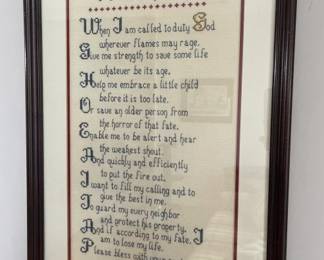 When I am called to duty God
wherever flames may rage,
Give me strength to save some life
whatever be its age.
Help me embrace a little child
before it is too late.
Or save an older person from
the horror of that fate.
Enable me to be alert and hear
the weakest shout.
And quickly and efficiently
to put the fire out.
I want to fill my calling and to
give the best in me.
To guard my every neighbor
and protect his property.
And if according to my fate, I
am to lose my life.
Please bless with your